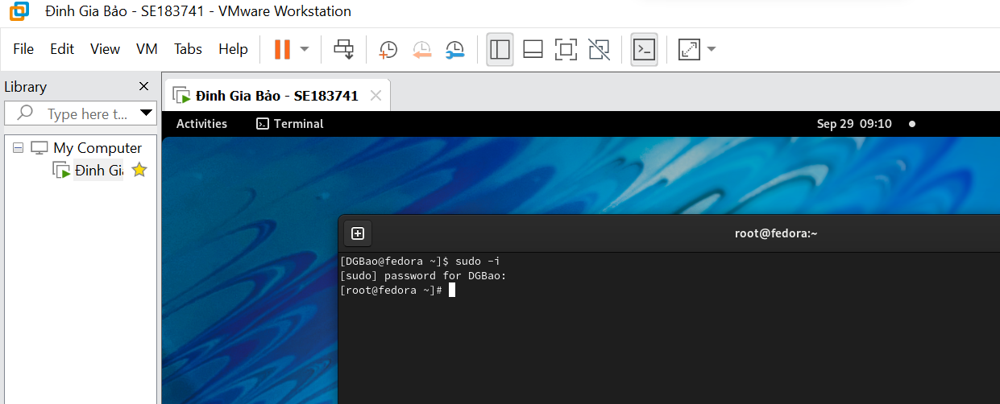 Đinh Gia Bảo - SE183741 - VMware Workstation
File Edit View VM Tabs Help
Library
Type here t...
Đinh Gia Bảo - SE183741
Activities Terminal Sep 29 09:10
My Computer
Đinh Gi
root@fedora:~
[DGBao@fedora ~]$ sudo -i
[sudo] password for DGBao:
[root@fedora ~]#